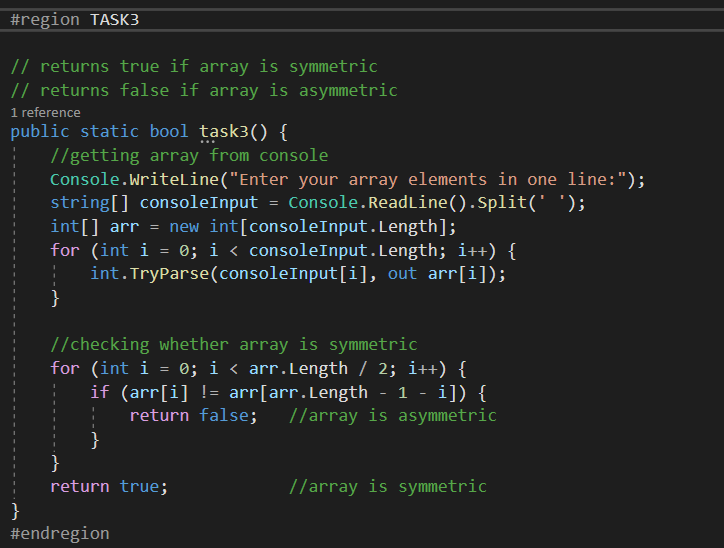 #region TASK3
// returns true if array is symmetric
// returns false if array is asymmetric
1 reference
public static bool task3() {
    //getting array from console
    Console.WriteLine("Enter your array elements in one line:");
    string[] consoleInput = Console.ReadLine().Split(' ');
    int[] arr = new int[consoleInput.Length];
    for (int i = 0; i < consoleInput.Length; i++) {
        int.TryParse(consoleInput[i], out arr[i]);
    }
    //checking whether array is symmetric
    for (int i = 0; i < arr.Length / 2; i++) {
        if (arr[i] != arr[arr.Length - 1 - i]) {
            return false;   //array is asymmetric
        }
    }
    return true;            //array is symmetric
}
#endregion